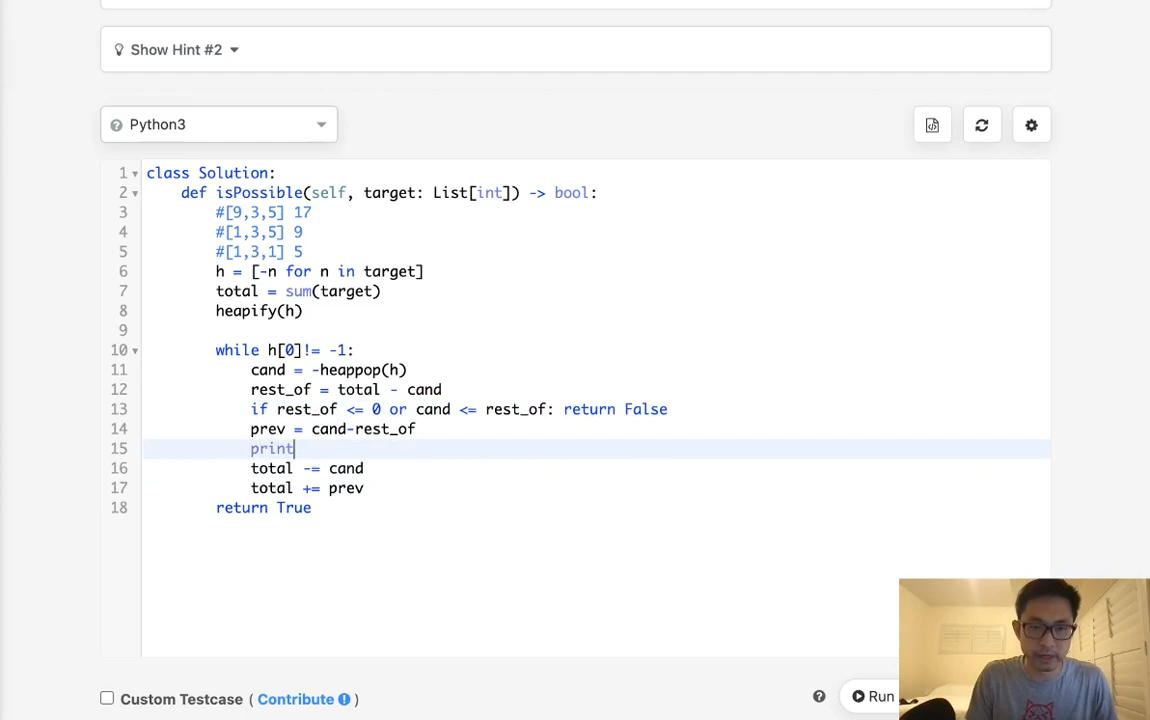 Show Hint #2
Python3
1 class Solution:
2 def isPossible(self, target: List[int]) -> bool:
3 #[9,3,5] 17
4 #[1,3,5] 9
5 #[1,3,1] 5
6 h = [-n for n in target]
7 total = sum(target)
8 heapify(h)
9
10 while h[0]!= -1:
11 cand = -heappop(h)
12 rest_of = total - cand
13 if rest_of <= 0 or cand <= rest_of: return False
14 prev = cand-rest_of
15 print
16 total -= cand
17 total += prev
18 return True
Custom Testcase ( Contribute ) Run